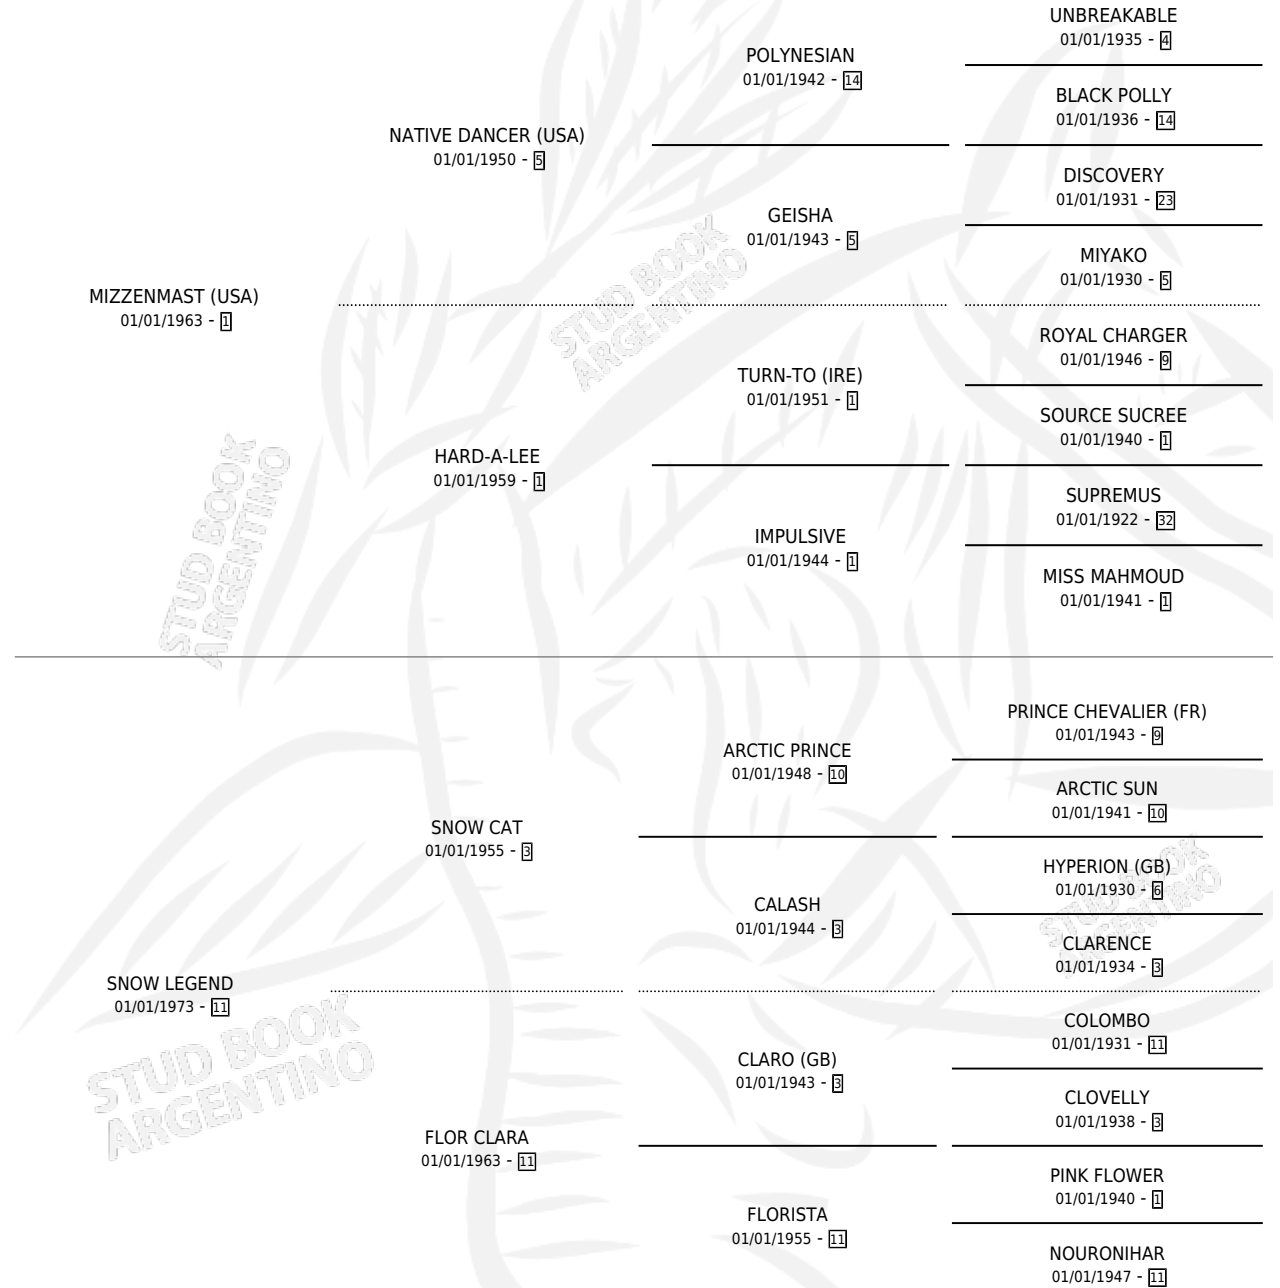 UNBREAKABLE
01/01/1935 - 4
POLYNESIAN
01/01/1942 - 14
BLACK POLLY
01/01/1936 - 14
NATIVE DANCER (USA)
01/01/1950 - 5
DISCOVERY
01/01/1931 - 23
GEISHA
01/01/1943 - 5
MIYAKO
01/01/1930 - 5
MIZZENMAST (USA)
01/01/1963 - 1
ROYAL CHARGER
01/01/1946 - 9
TURN-TO (IRE)
01/01/1951 - 1
SOURCE SUCREE
01/01/1940 - 1
HARD-A-LEE
01/01/1959 - 1
SUPREMUS
01/01/1922 - 32
IMPULSIVE
01/01/1944 - 1
MISS MAHMOUD
01/01/1941 - 1
PRINCE CHEVALIER (FR)
01/01/1943 - 9
ARCTIC PRINCE
01/01/1948 - 10
ARCTIC SUN
01/01/1941 - 10
SNOW CAT
01/01/1955 - 3
HYPERION (GB)
01/01/1930 - 6
CALASH
01/01/1944 - 3
CLARENCE
01/01/1934 - 3
SNOW LEGEND
01/01/1973 - 11
COLOMBO
01/01/1931 - 11
CLARO (GB)
01/01/1943 - 3
CLOVELLY
01/01/1938 - 3
FLOR CLARA
01/01/1963 - 11
PINK FLOWER
01/01/1940 - 1
FLORISTA
01/01/1955 - 11
NOURONIHAR
01/01/1947 - 11
STUD BOOK
ARGENTINO
STUD BOOK
ARGENTINO
STUD BOOK
ARGENTINO
STUD BOOK
ARGENTINO